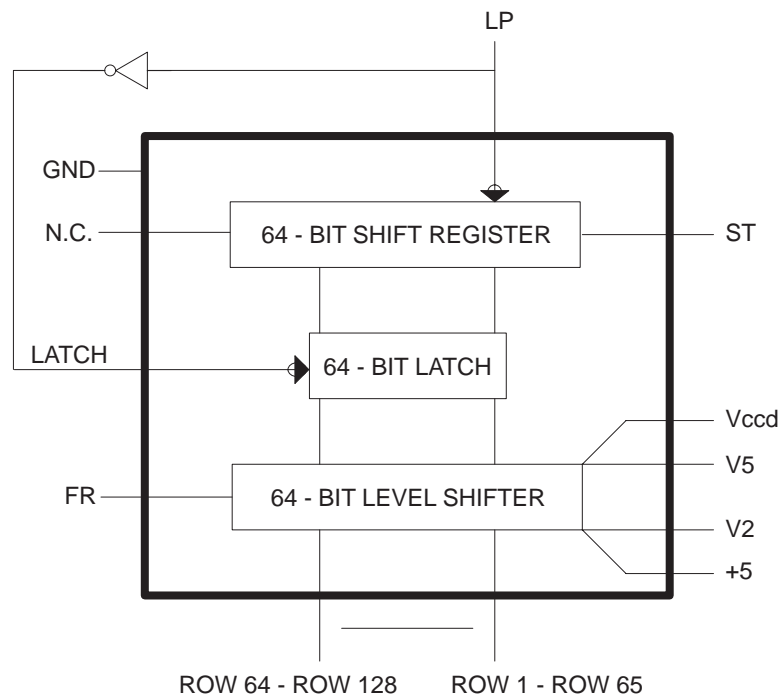 LP
GND
N.C.
64 - BIT SHIFT REGISTER
ST
LATCH
64 - BIT LATCH
Vccd
V5
FR
64 - BIT LEVEL SHIFTER
V2
+5
ROW 64 - ROW 128
ROW 1 - ROW 65